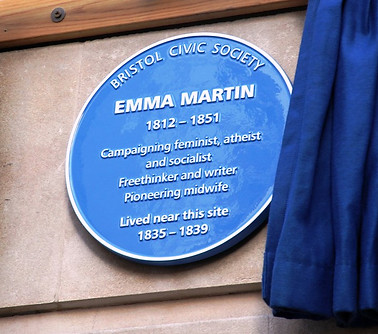 BRISTOL CIVIC SOCIETY
EMMA MARTIN
1812 – 1851
Campaigning feminist, atheist
and socialist
Freethinker and writer
Pioneering midwife
Lived near this site
1835 – 1839